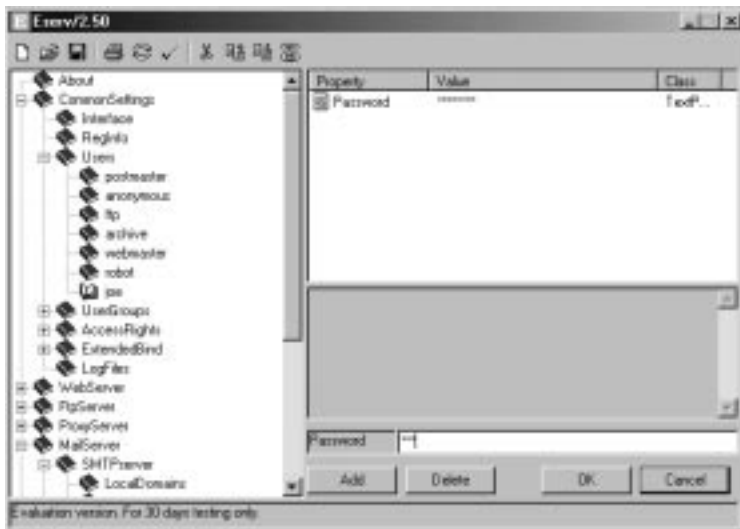 Eserv/2.50
About
CommonSettings
Interface
RegInfo
Users
postmaster
anonymous
ftp
archive
webmaster
robot
joe
UserGroups
AccessRights
ExtendedBind
LogFiles
WebServer
FtpServer
ProxyServer
MailServer
SMTPserver
LocalDomains
Property Value Class
Password ******** TextP...
Password ***
Add Delete OK Cancel
Evaluation version. For 30 days testing only.